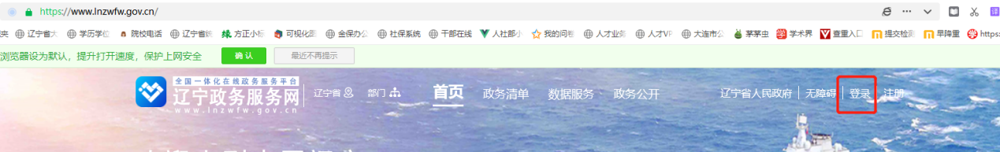 https://www.lnzwfw.gov.cn/
夹 辽宁省大 学历学位 院校电话 辽宁省统 方正小标 可视化图 金保办公 社保系统 干部在线 人社部小 我的问卷 人才业务 人才VP 大连市公 茅茅虫 学术界 查重入口 提交检测 早降重 https:
浏览器设为默认，提升打开速度，保护上网安全 确认 最近不再提示
全国一体化在线政务服务平台
辽宁政务服务网 辽宁省 部门 首页 政务清单 数据服务 政务公开 辽宁省人民政府 无障碍 登录 注册
www.lnzwfw.gov.cn